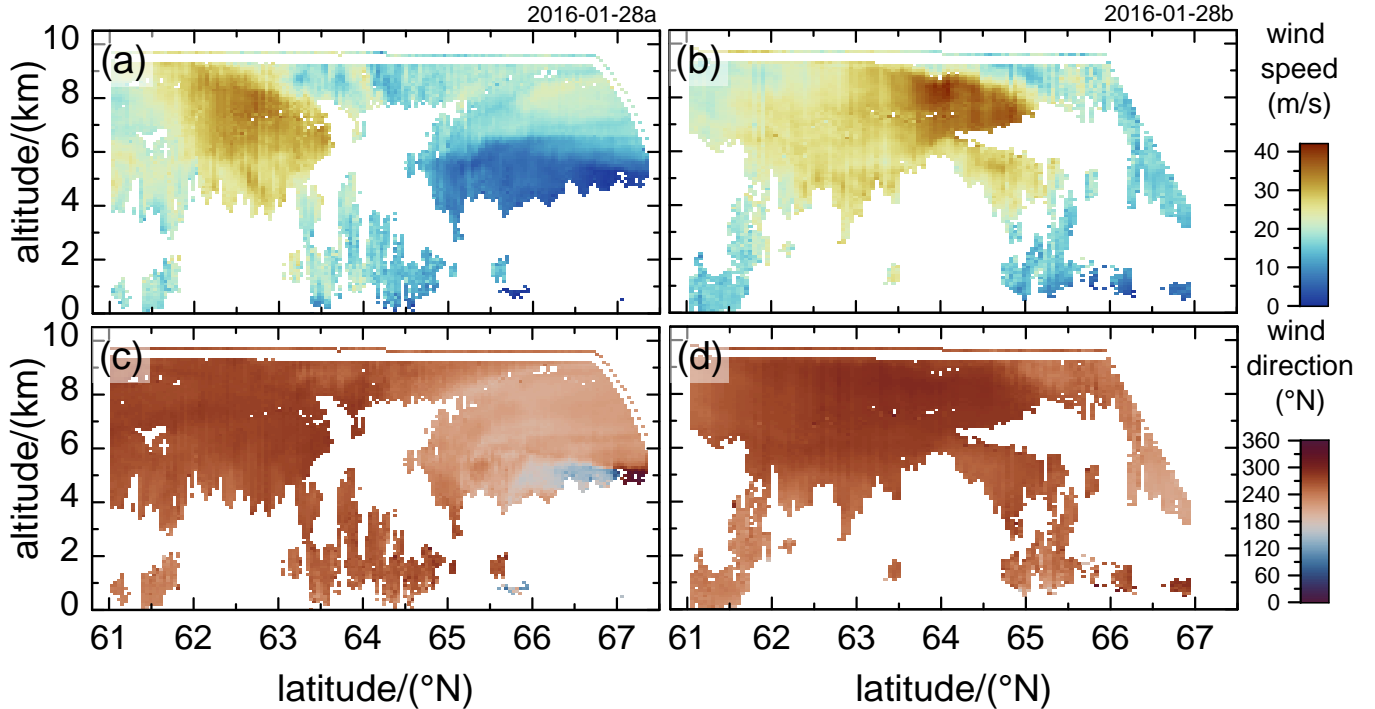 2016-01-28a
2016-01-28b
wind
speed
(m/s)
(a)
(b)
altitude/(km)
10
8
6
4
2
0
40
30
20
10
0
wind
direction
(°N)
(c)
(d)
altitude/(km)
10
8
6
4
2
0
360
300
240
180
120
60
0
61 62 63 64 65 66 67
61 62 63 64 65 66 67
latitude/(°N)
latitude/(°N)